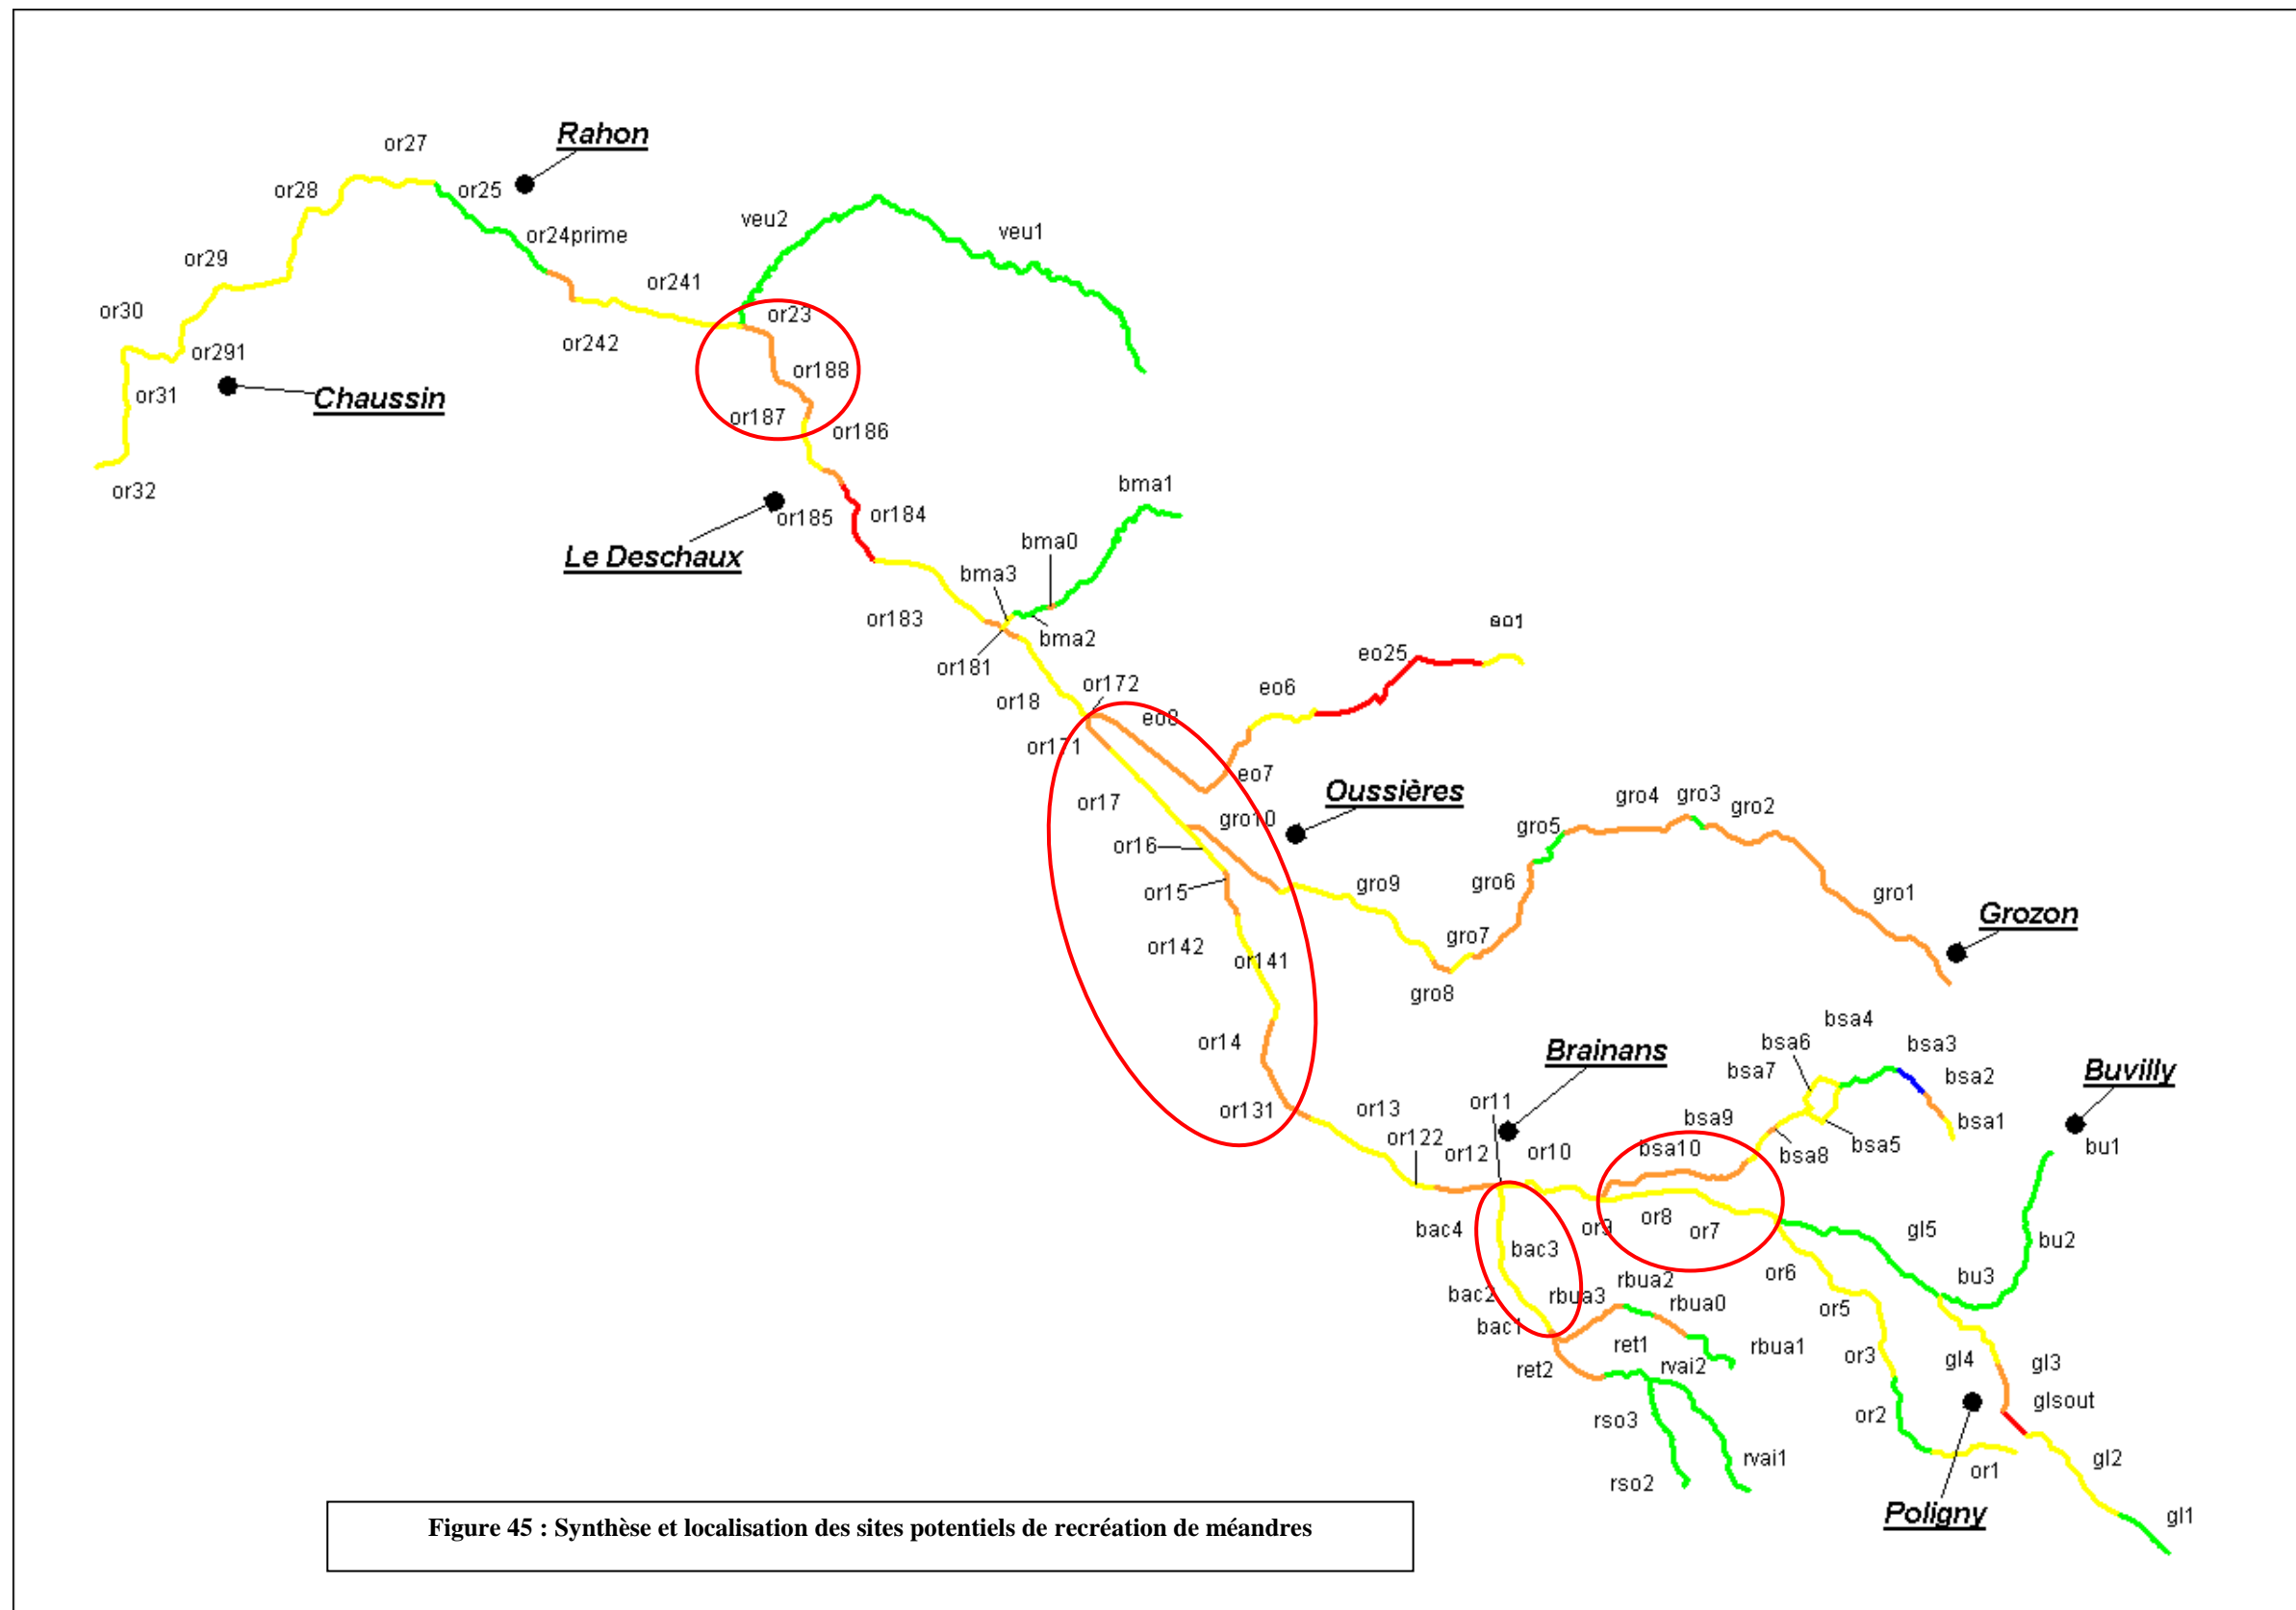 Rahon
or27
or28
or25
veu2
or24prime
veu1
or29
or241
or30
or23
or242
or291
or188
or31
Chaussin
or187
or186
or32
bma1
or185
or184
Le Deschaux
bma0
bma3
or183
bma2
eo1
or181
eo25
or172
eo6
or18
eo8
or171
eo7
Oussières
or17
gro10
gro4
gro3
gro2
gro5
or16
or15
gro9
gro6
gro1
Grozon
gro7
or142
or141
gro8
bsa4
or14
bsa6
bsa3
Brainans
bsa7
bsa2
Buvilly
or131
or13
or11
bsa9
bsa1
or122
or12
or10
bsa10
bsa8
bsa5
bu1
bac4
or9
or8
or7
gl5
bu2
bac3
or6
rbua2
bu3
bac2
rbua3
rbua0
or5
bac1
ret1
rbua1
or3
gl4
gl3
ret2
rvai2
glsout
rso3
or2
rvai1
gl2
rso2
or1
Poligny
gl1
Figure 45 : Synthèse et localisation des sites potentiels de recréation de méandres